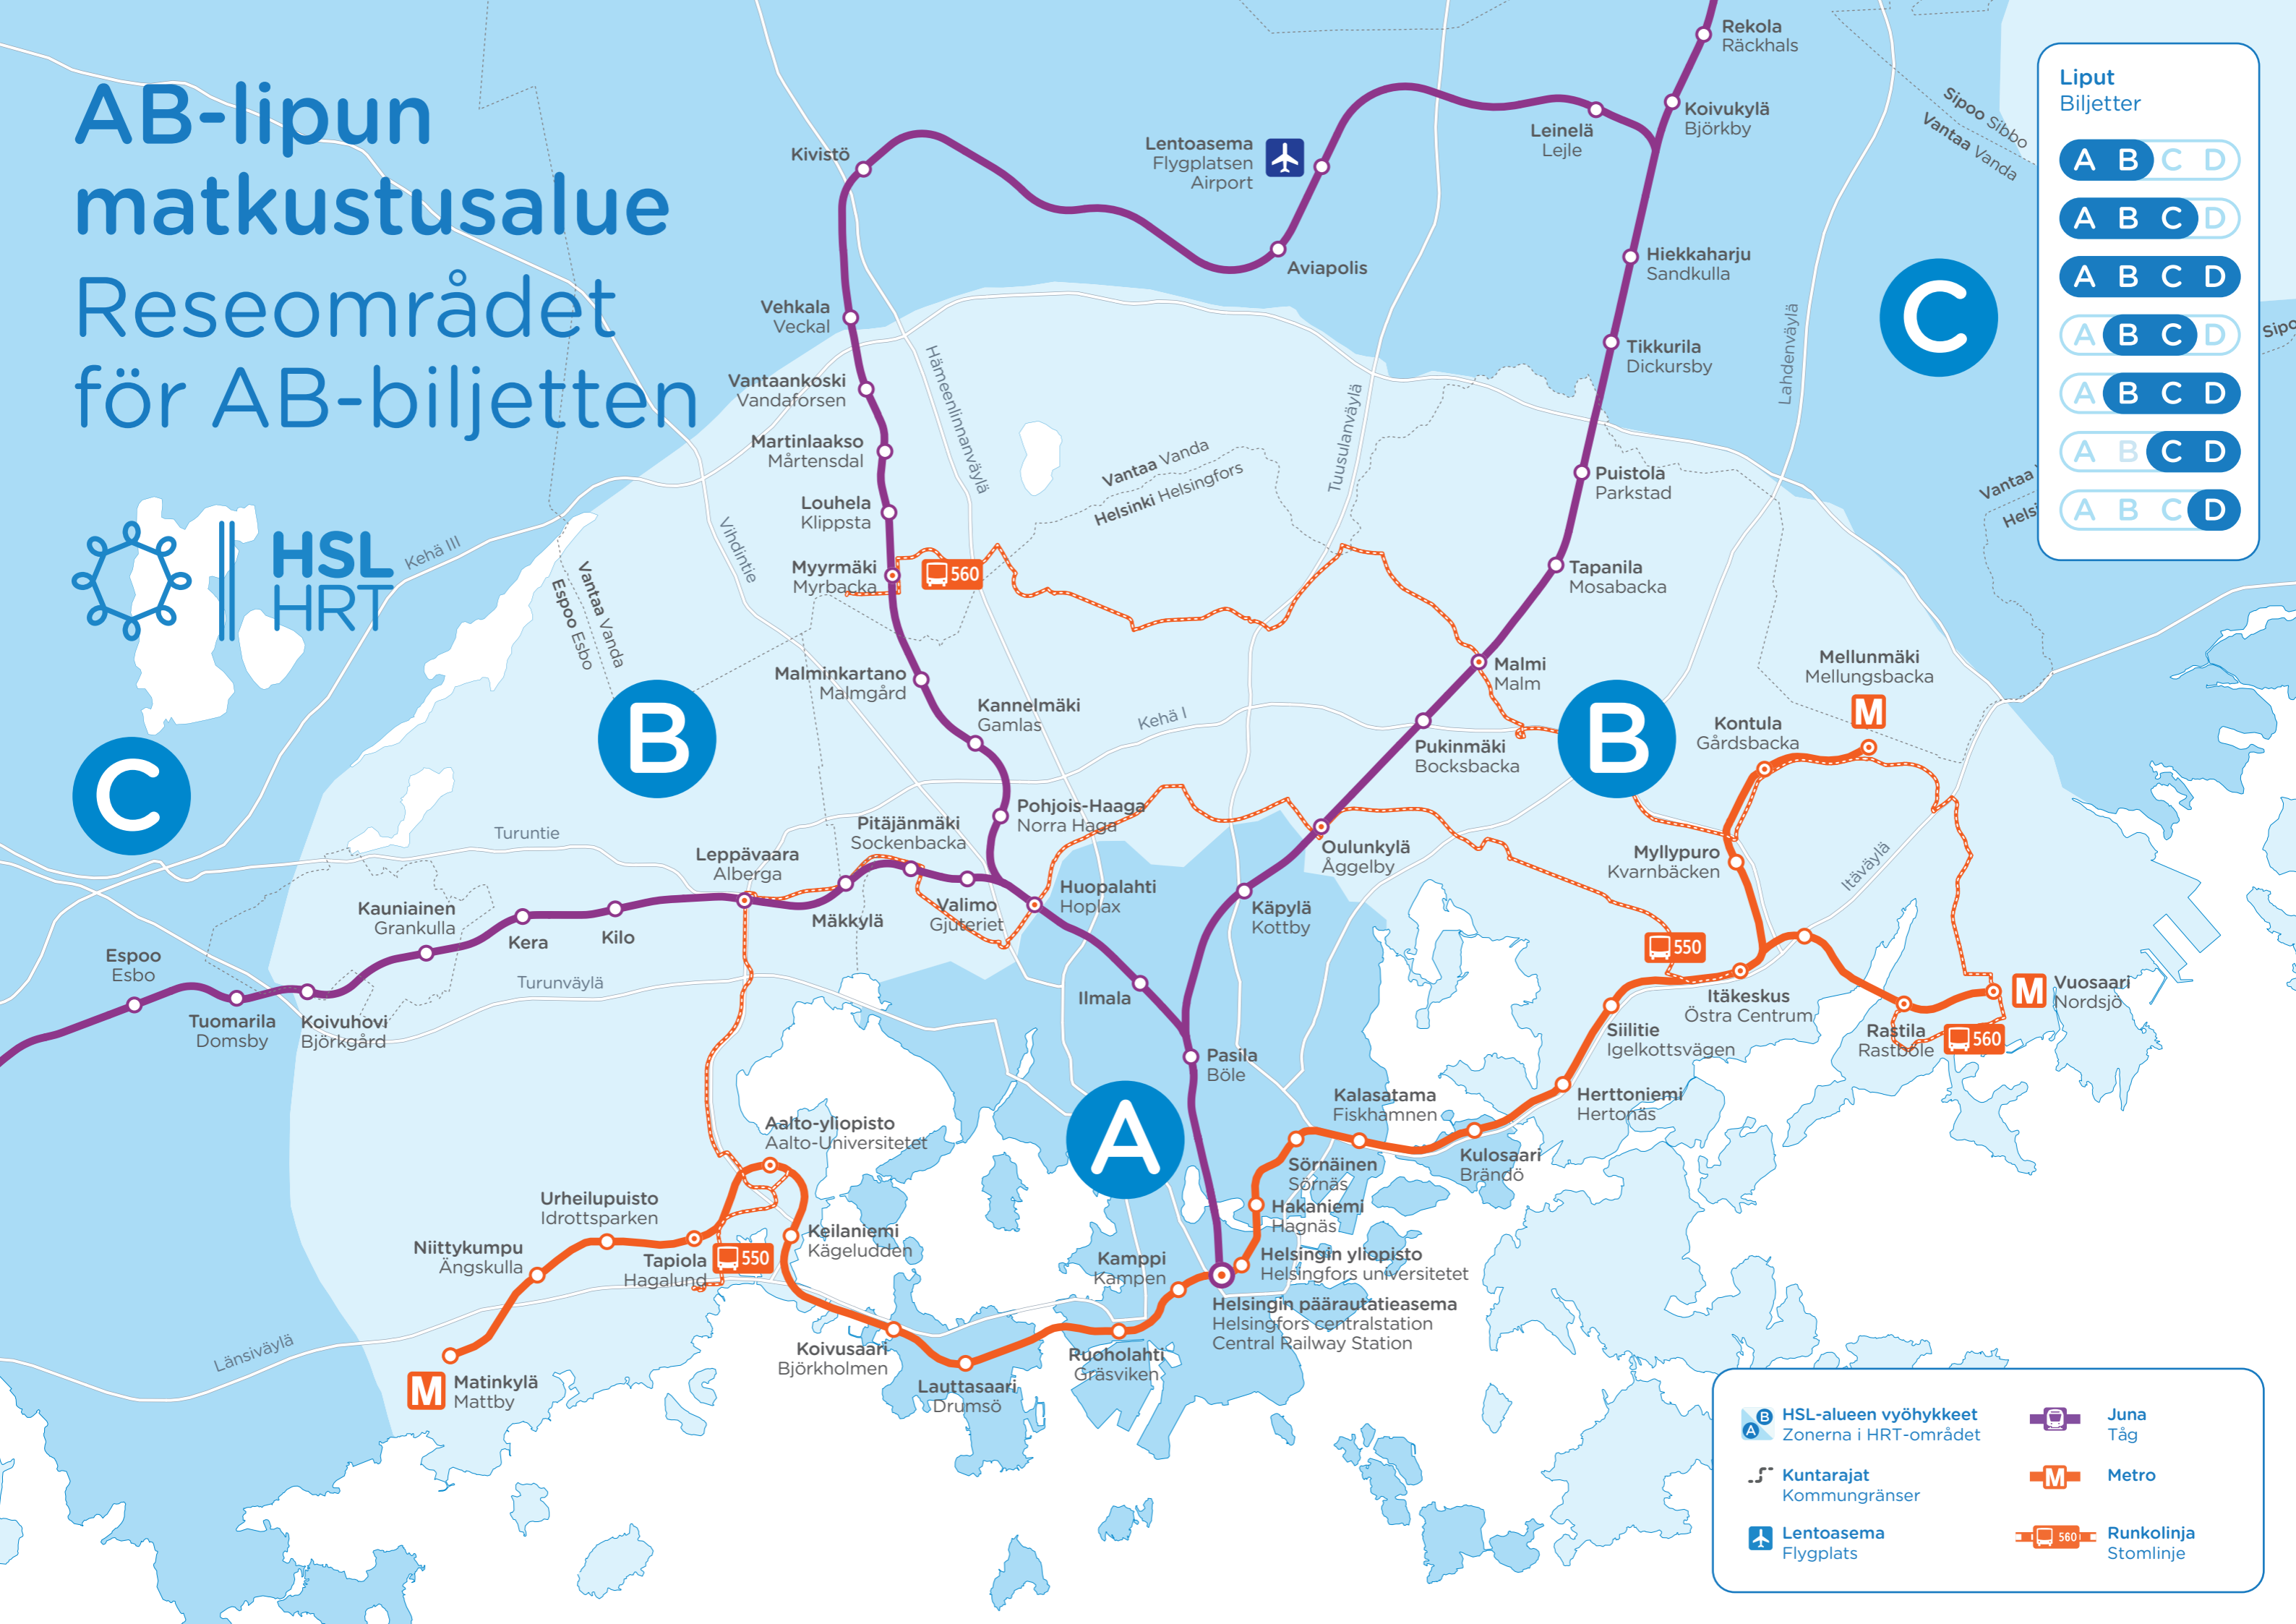 AB-lipun
matkustusalue
Reseområdet
för AB-biljetten
HSL
HRT
Liput
Biljetter
A B C D
A B C D
A B C D
A B C D
A B C D
A B C D
A B C D
Rekola
Räckhals
Koivukylä
Björkby
Leinelä
Lejle
Lentoasema
Flygplatsen
Airport
Kivistö
Aviapolis
Hiekkaharju
Sandkulla
Tikkurila
Dickursby
Sipoo Sibbo
Vantaa Vanda
C
Vehkala
Veckal
Vantaankoski
Vandaforsen
Martinlaakso
Mårtensdal
Louhela
Klippsta
Myyrmäki
Myrbacka
560
Hämeenlinnanväylä
Tuusulanväylä
Lahdenväylä
Vantaa Vanda
Helsinki Helsingfors
Puistola
Parkstad
Tapanila
Mosabacka
Vantaa
Kehä III
Vihdintie
Vantaa Vanda
Espoo Esbo
Malminkartano
Malmgård
Kannelmäki
Gamlas
Kehä I
Malmi
Malm
Pukinmäki
Bocksbacka
B
B
C
Mellunmäki
Mellungsbacka
M
Kontula
Gårdsbacka
Turuntie
Pohjois-Haaga
Norra Haga
Pitäjänmäki
Sockenbacka
Leppävaara
Alberga
Mäkkylä
Valimo
Gjuteriet
Huopalahti
Hoplax
Oulunkylä
Åggelby
Käpylä
Kottby
Myllypuro
Kvarnbäcken
Itäväylä
Kauniainen
Grankulla
Kera
Kilo
Espoo
Esbo
Tuomarila
Domsby
Koivuhovi
Björkgård
Turunväylä
Ilmala
Pasila
Böle
550
Itäkeskus
Östra Centrum
Siilitie
Igelkottsvägen
Rastila
Rastböle
560
M
Vuosaari
Nordsjö
Herttoniemi
Hertonäs
Kalasatama
Fiskhamnen
Kulosaari
Brändö
Sörnäinen
Sörnäs
A
Hakaniemi
Hagnäs
Helsingin yliopisto
Helsingfors universitetet
Helsingin päärautatieasema
Helsingfors centralstation
Central Railway Station
Kamppi
Kampen
Ruoholahti
Gräsviken
Lauttasaari
Drumsö
Koivusaari
Björkholmen
Keilaniemi
Kägeludden
Aalto-yliopisto
Aalto-Universitetet
550
Tapiola
Hagalund
Urheilupuisto
Idrottsparken
Niittykumpu
Ängskulla
Länsiväylä
M
Matinkylä
Mattby
A B
HSL-alueen vyöhykkeet
Zonerna i HRT-området
Kuntarajat
Kommungränser
Lentoasema
Flygplats
Juna
Tåg
M
Metro
560
Runkolinja
Stomlinje